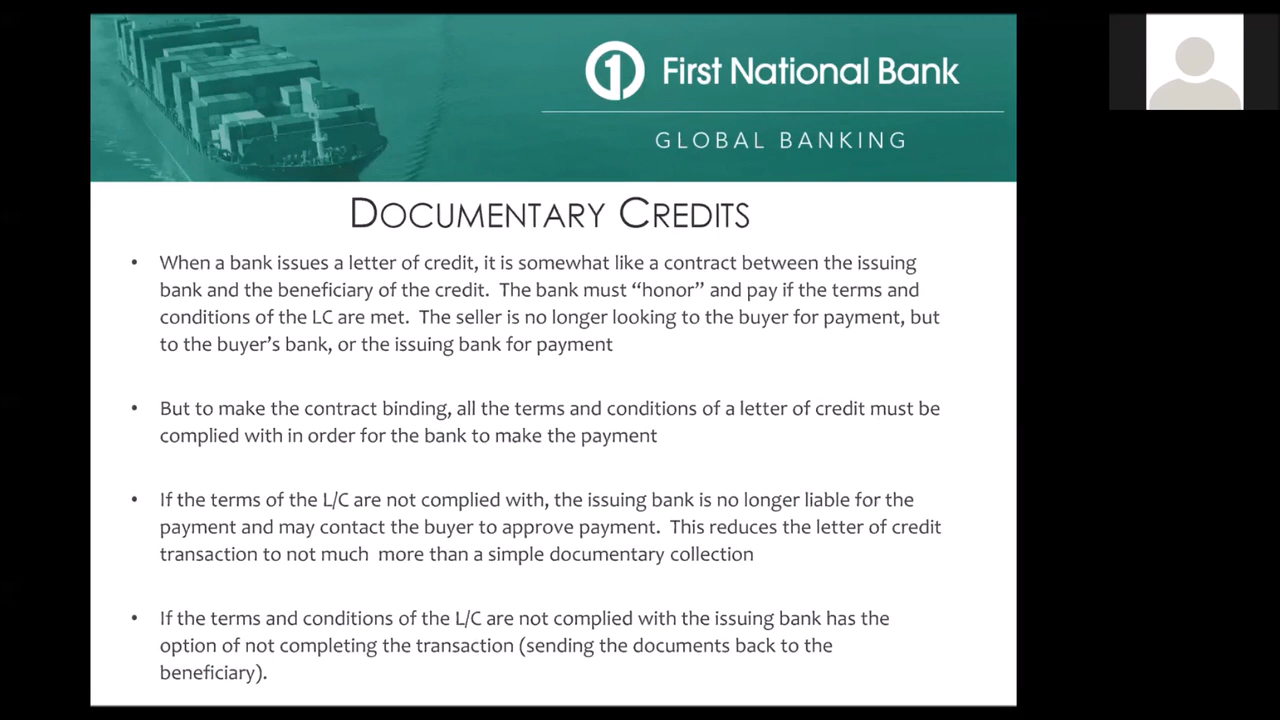 1 First National Bank
GLOBAL BANKING
DOCUMENTARY CREDITS
• When a bank issues a letter of credit, it is somewhat like a contract between the issuing
bank and the beneficiary of the credit. The bank must “honor” and pay if the terms and
conditions of the LC are met. The seller is no longer looking to the buyer for payment, but
to the buyer’s bank, or the issuing bank for payment
• But to make the contract binding, all the terms and conditions of a letter of credit must be
complied with in order for the bank to make the payment
• If the terms of the L/C are not complied with, the issuing bank is no longer liable for the
payment and may contact the buyer to approve payment. This reduces the letter of credit
transaction to not much more than a simple documentary collection
• If the terms and conditions of the L/C are not complied with the issuing bank has the
option of not completing the transaction (sending the documents back to the
beneficiary).